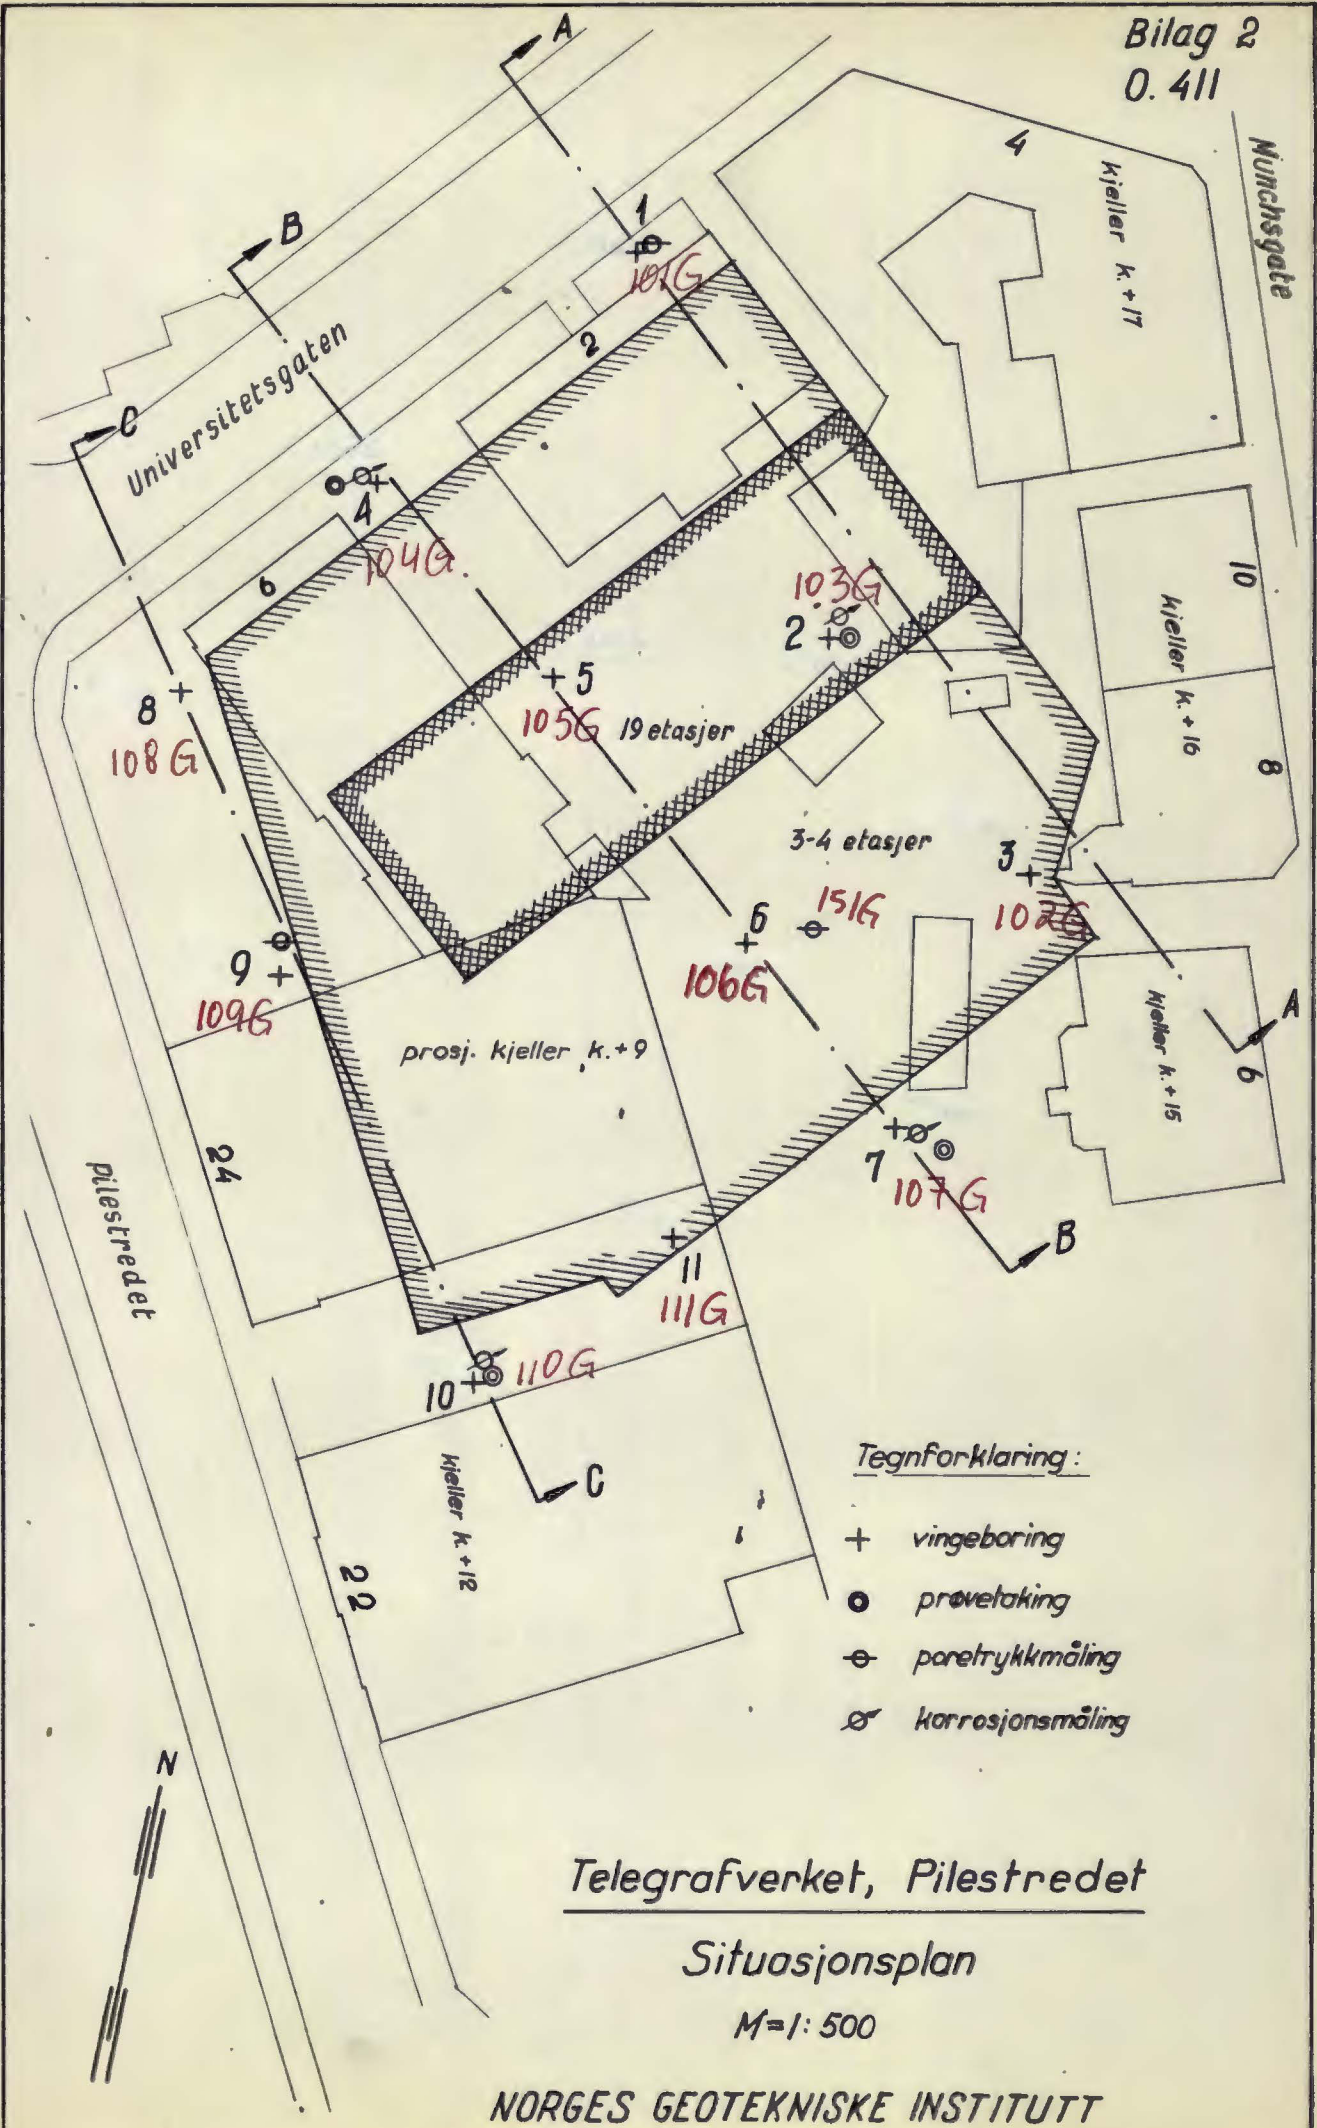 Bilag 2
O. 411
Munchsgate
A
B
C
Universitetsgaten
1
101G
2
4
kjeller k.+17
4
104G
6
103G
2
10
kjeller k.+16
8
5
105G
19 etasjer
8
108G
3-4 etasjer
3
102G
151G
6
106G
9
109G
prosj. kjeller k.+9
kjeller k.+15
6
A
7
107G
B
24
Pilestredet
11
111G
10
110G
C
kjeller k.+12
22
Tegnforklaring:
+ vingeboring
prøvetaking
poretrykkmåling
korrosjonsmåling
N
Telegrafverket, Pilestredet
Situasjonsplan
M=1:500
NORGES GEOTEKNISKE INSTITUTT